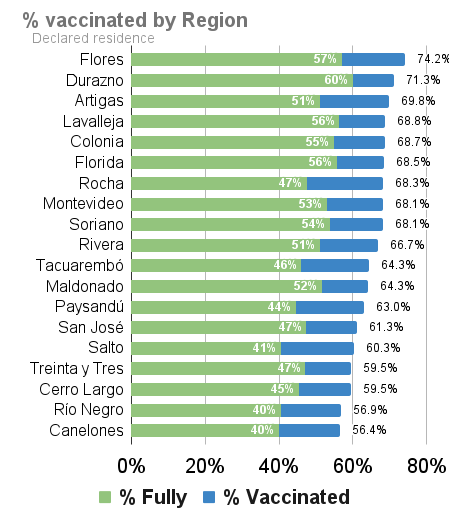 % vaccinated by Region
Declared residence
Flores 57% 74.2%
Durazno 60% 71.3%
Artigas 51% 69.8%
Lavalleja 56% 68.8%
Colonia 55% 68.7%
Florida 56% 68.5%
Rocha 47% 68.3%
Montevideo 53% 68.1%
Soriano 54% 68.1%
Rivera 51% 66.7%
Tacuarembó 46% 64.3%
Maldonado 52% 64.3%
Paysandú 44% 63.0%
San José 47% 61.3%
Salto 41% 60.3%
Treinta y Tres 47% 59.5%
Cerro Largo 45% 59.5%
Río Negro 40% 56.9%
Canelones 40% 56.4%
0% 20% 40% 60% 80%
% Fully % Vaccinated